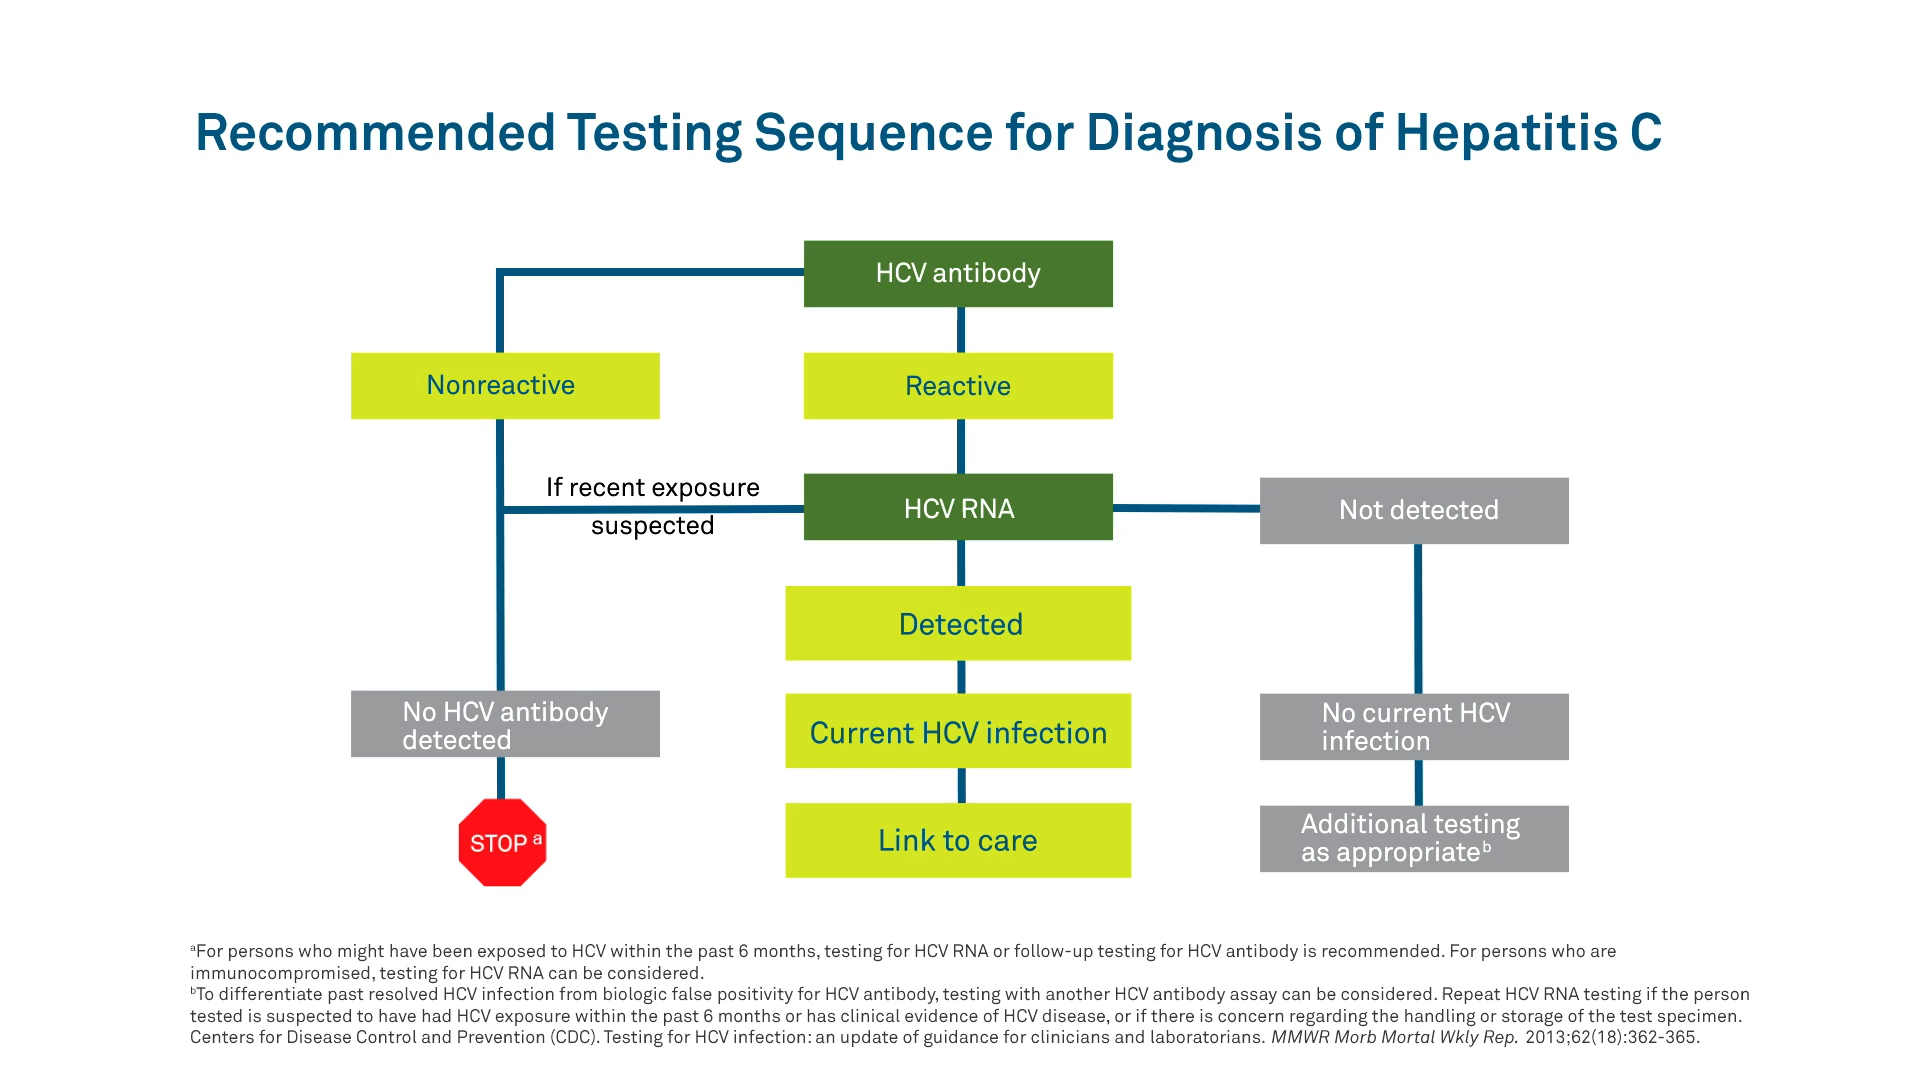 Recommended Testing Sequence for Diagnosis of Hepatitis C
HCV antibody
Nonreactive
Reactive
If recent exposure
suspected
HCV RNA
Not detected
Detected
No HCV antibody
detected
Current HCV infection
No current HCV
infection
STOP ᵃ
Link to care
Additional testing
as appropriateᵇ
ᵃFor persons who might have been exposed to HCV within the past 6 months, testing for HCV RNA or follow-up testing for HCV antibody is recommended. For persons who are
immunocompromised, testing for HCV RNA can be considered.
ᵇTo differentiate past resolved HCV infection from biologic false positivity for HCV antibody, testing with another HCV antibody assay can be considered. Repeat HCV RNA testing if the person
tested is suspected to have had HCV exposure within the past 6 months or has clinical evidence of HCV disease, or if there is concern regarding the handling or storage of the test specimen.
Centers for Disease Control and Prevention (CDC). Testing for HCV infection: an update of guidance for clinicians and laboratorians. MMWR Morb Mortal Wkly Rep. 2013;62(18):362-365.